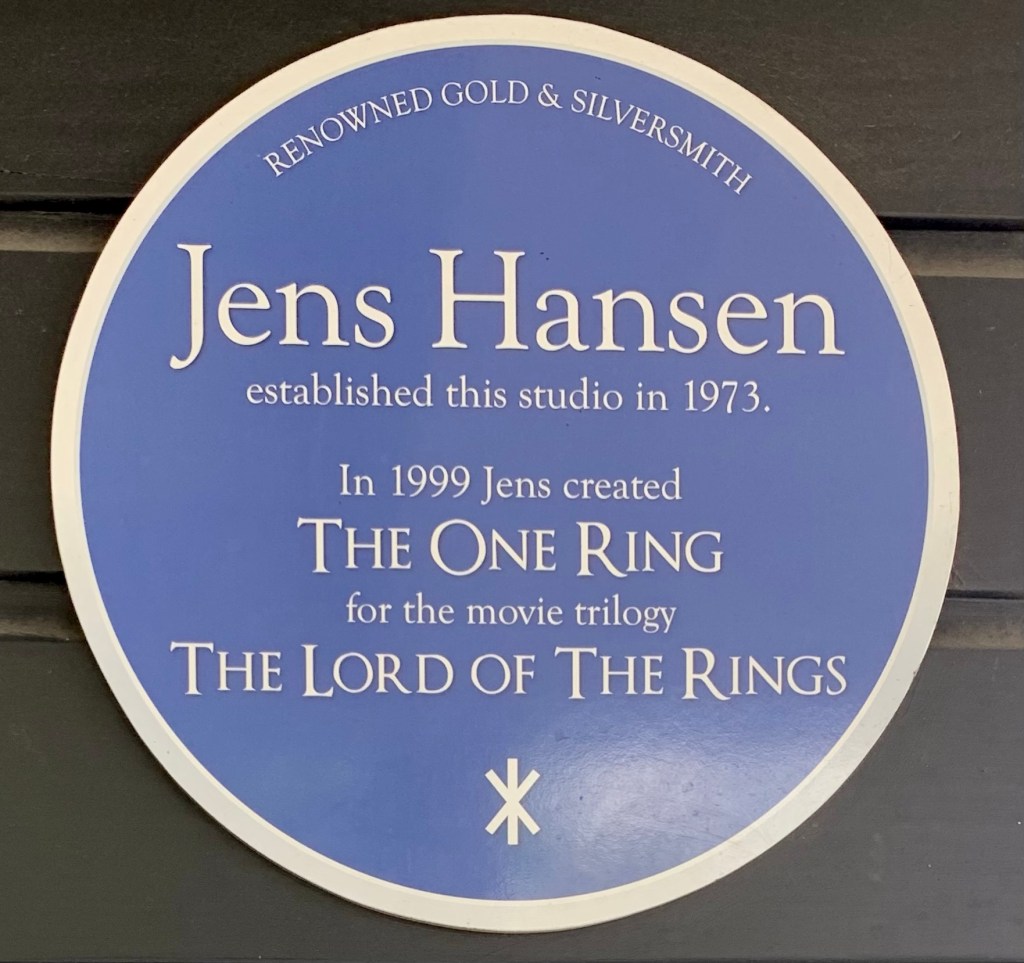 RENOWNED GOLD & SILVERSMITH
Jens Hansen
established this studio in 1973.
In 1999 Jens created
THE ONE RING
for the movie trilogy
THE LORD OF THE RINGS